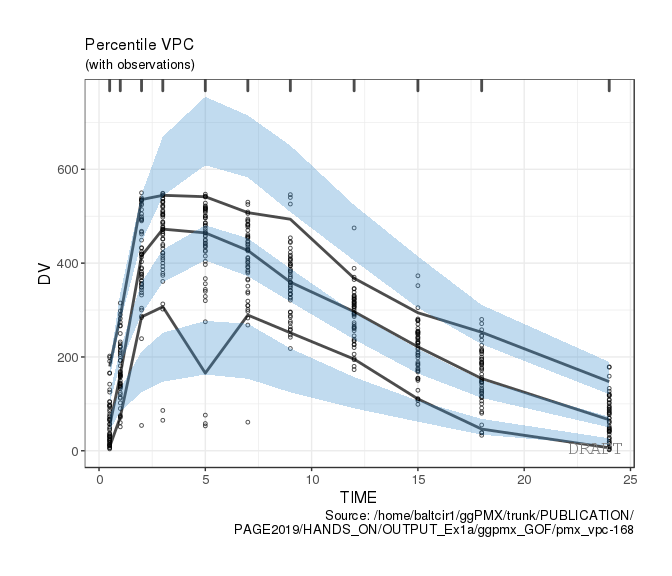 Percentile VPC
(with observations)
DV
600
400
200
0
DRAFT
0 5 10 15 20 25
TIME
Source: /home/baltcir1/ggPMX/trunk/PUBLICATION/
PAGE2019/HANDS_ON/OUTPUT_Ex1a/ggpmx_GOF/pmx_vpc-168